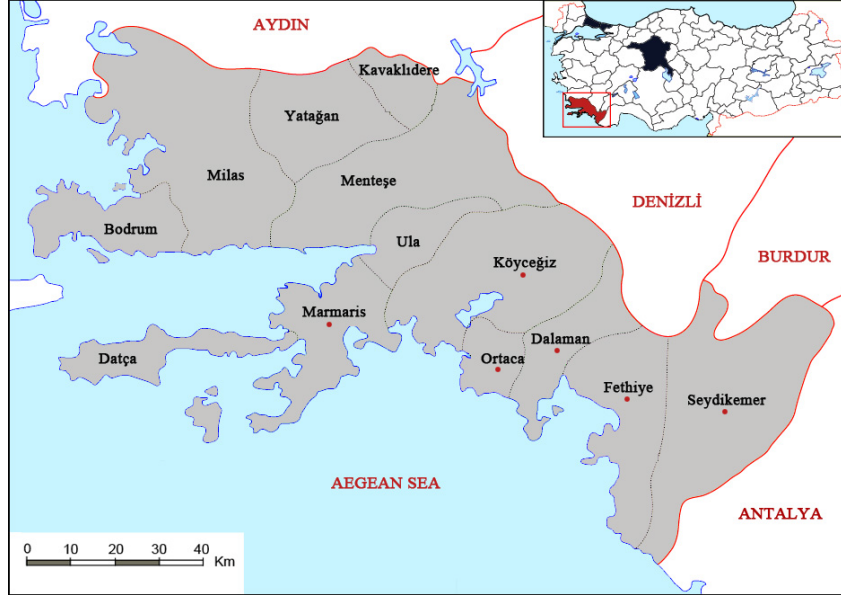 AYDIN
Kavaklıdere
Yatağan
Milas
Menteşe
DENİZLİ
Bodrum
Ula
Köyceğiz
BURDUR
Marmaris
Datça
Ortaca
Dalaman
Fethiye
Seydikemer
AEGEAN SEA
ANTALYA
0 10 20 30 40 Km